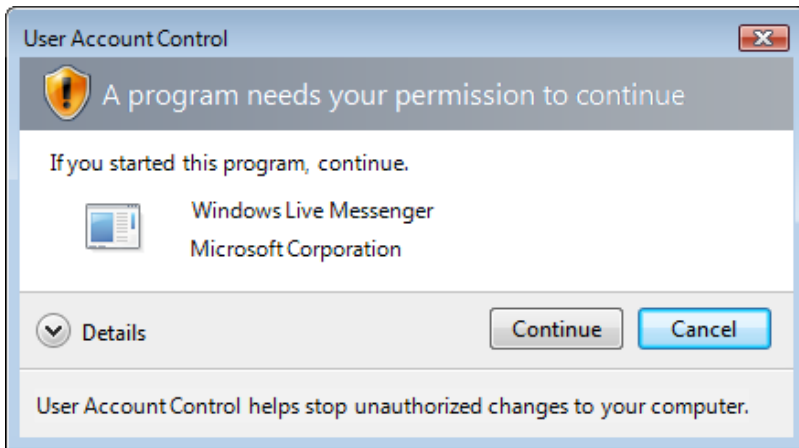 User Account Control
A program needs your permission to continue
If you started this program, continue.
Windows Live Messenger
Microsoft Corporation
Details
Continue
Cancel
User Account Control helps stop unauthorized changes to your computer.